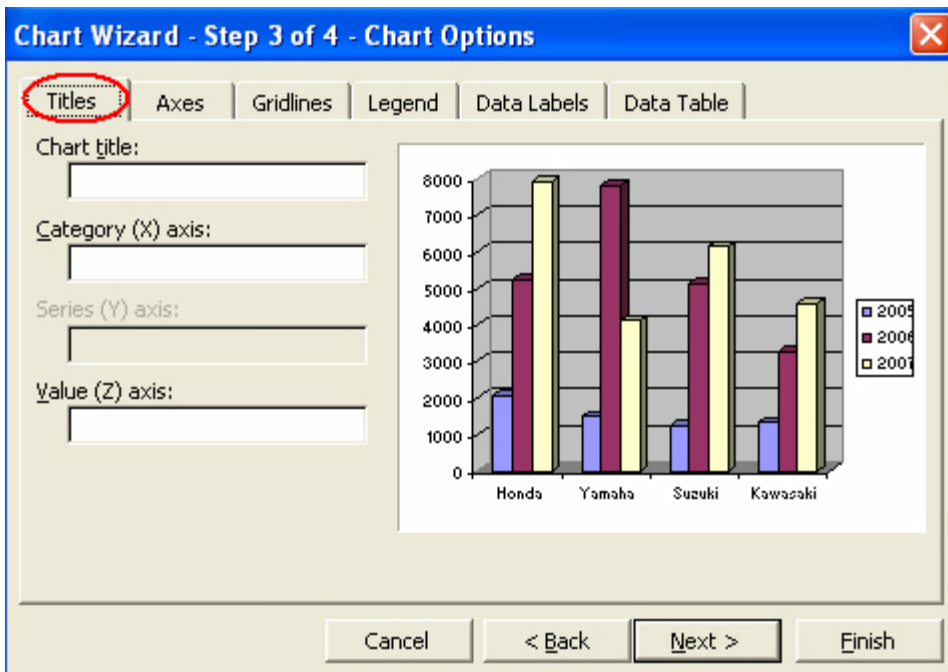 Chart Wizard - Step 3 of 4 - Chart Options
Titles Axes Gridlines Legend Data Labels Data Table
Chart title:
Category (X) axis:
Series (Y) axis:
Value (Z) axis:
8000
7000
6000
5000
4000
3000
2000
1000
0
Honda Yamaha Suzuki Kawasaki
2005
2006
2007
Cancel < Back Next > Finish